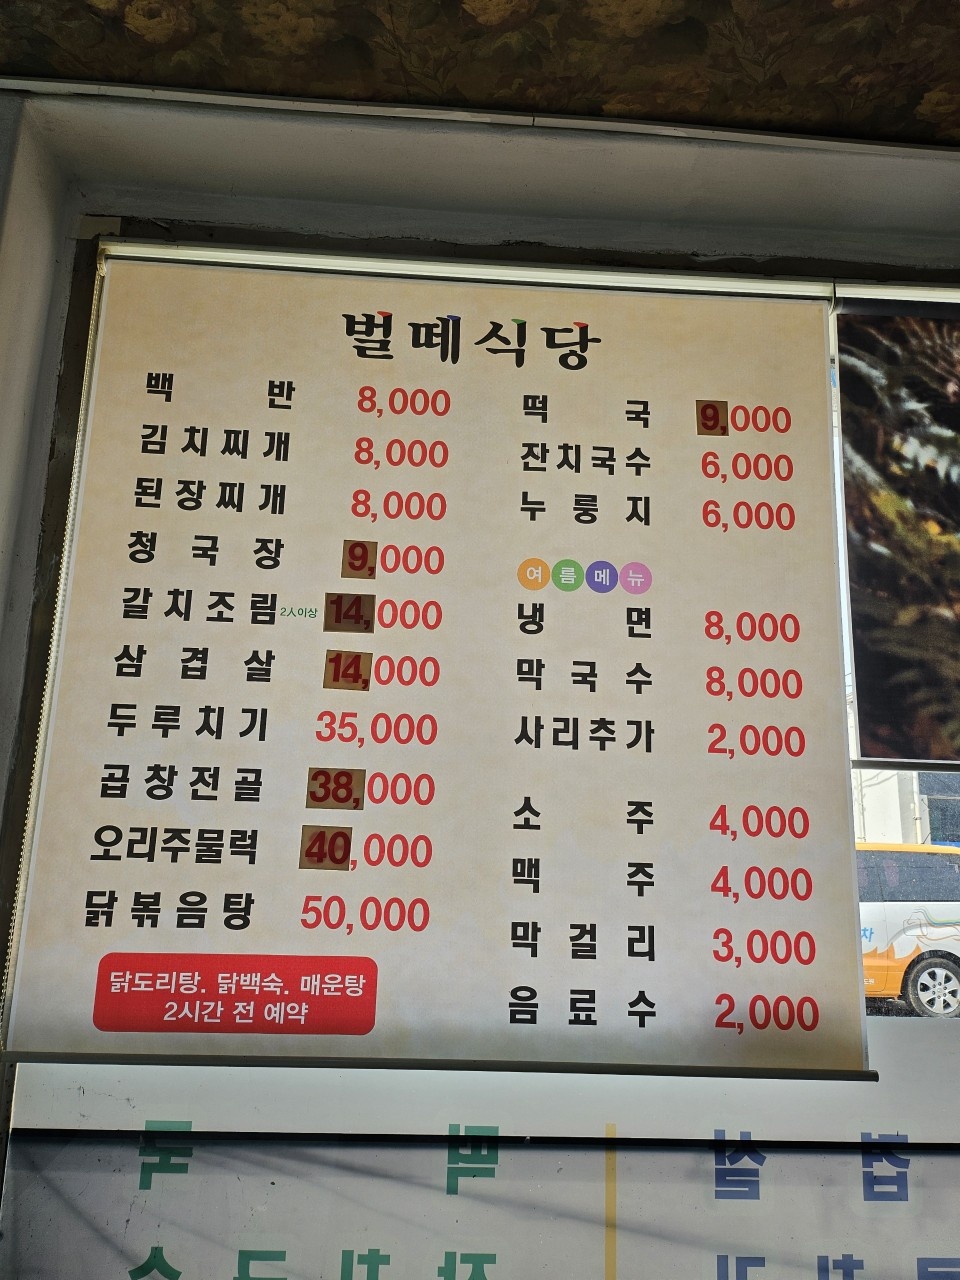 벌떼식당
백반 8,000
김치찌개 8,000
된장찌개 8,000
청국장 9,000
갈치조림 2人이상 14,000
삼겹살 14,000
두루치기 35,000
곱창전골 38,000
오리주물럭 40,000
닭볶음탕 50,000
닭도리탕. 닭백숙. 매운탕
2시간 전 예약
떡국 9,000
잔치국수 6,000
누룽지 6,000
여름메뉴
냉면 8,000
막국수 8,000
사리추가 2,000
소주 4,000
맥주 4,000
막걸리 3,000
음료수 2,000
차
떡국
겹살